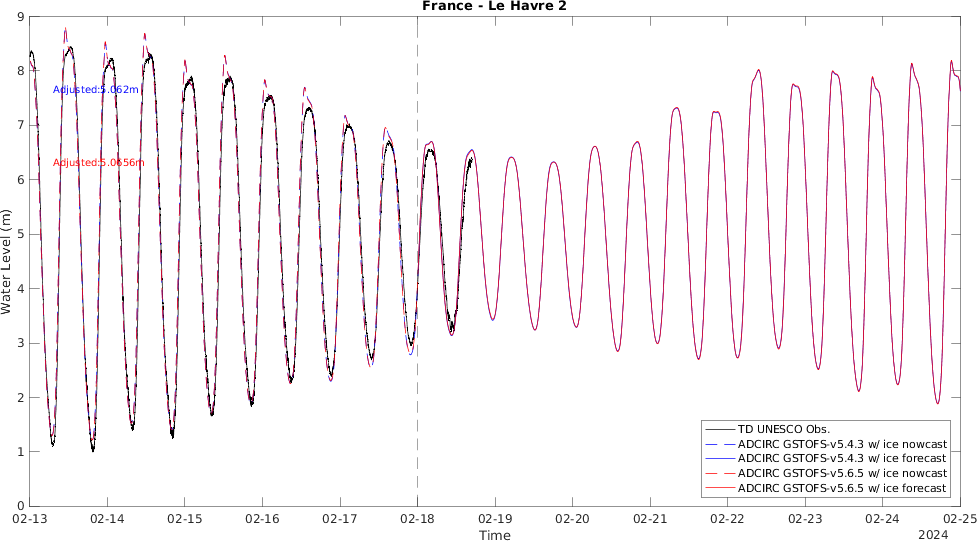 France - Le Havre 2
9
8
7
6
5
4
3
2
1
0
Water Level (m)
Adjusted:5.062m
Adjusted:5.0656m
TD UNESCO Obs.
ADCIRC GSTOFS-v5.4.3 w/ ice nowcast
ADCIRC GSTOFS-v5.4.3 w/ ice forecast
ADCIRC GSTOFS-v5.6.5 w/ ice nowcast
ADCIRC GSTOFS-v5.6.5 w/ ice forecast
02-13 02-14 02-15 02-16 02-17 02-18 02-19 02-20 02-21 02-22 02-23 02-24 02-25
Time
2024